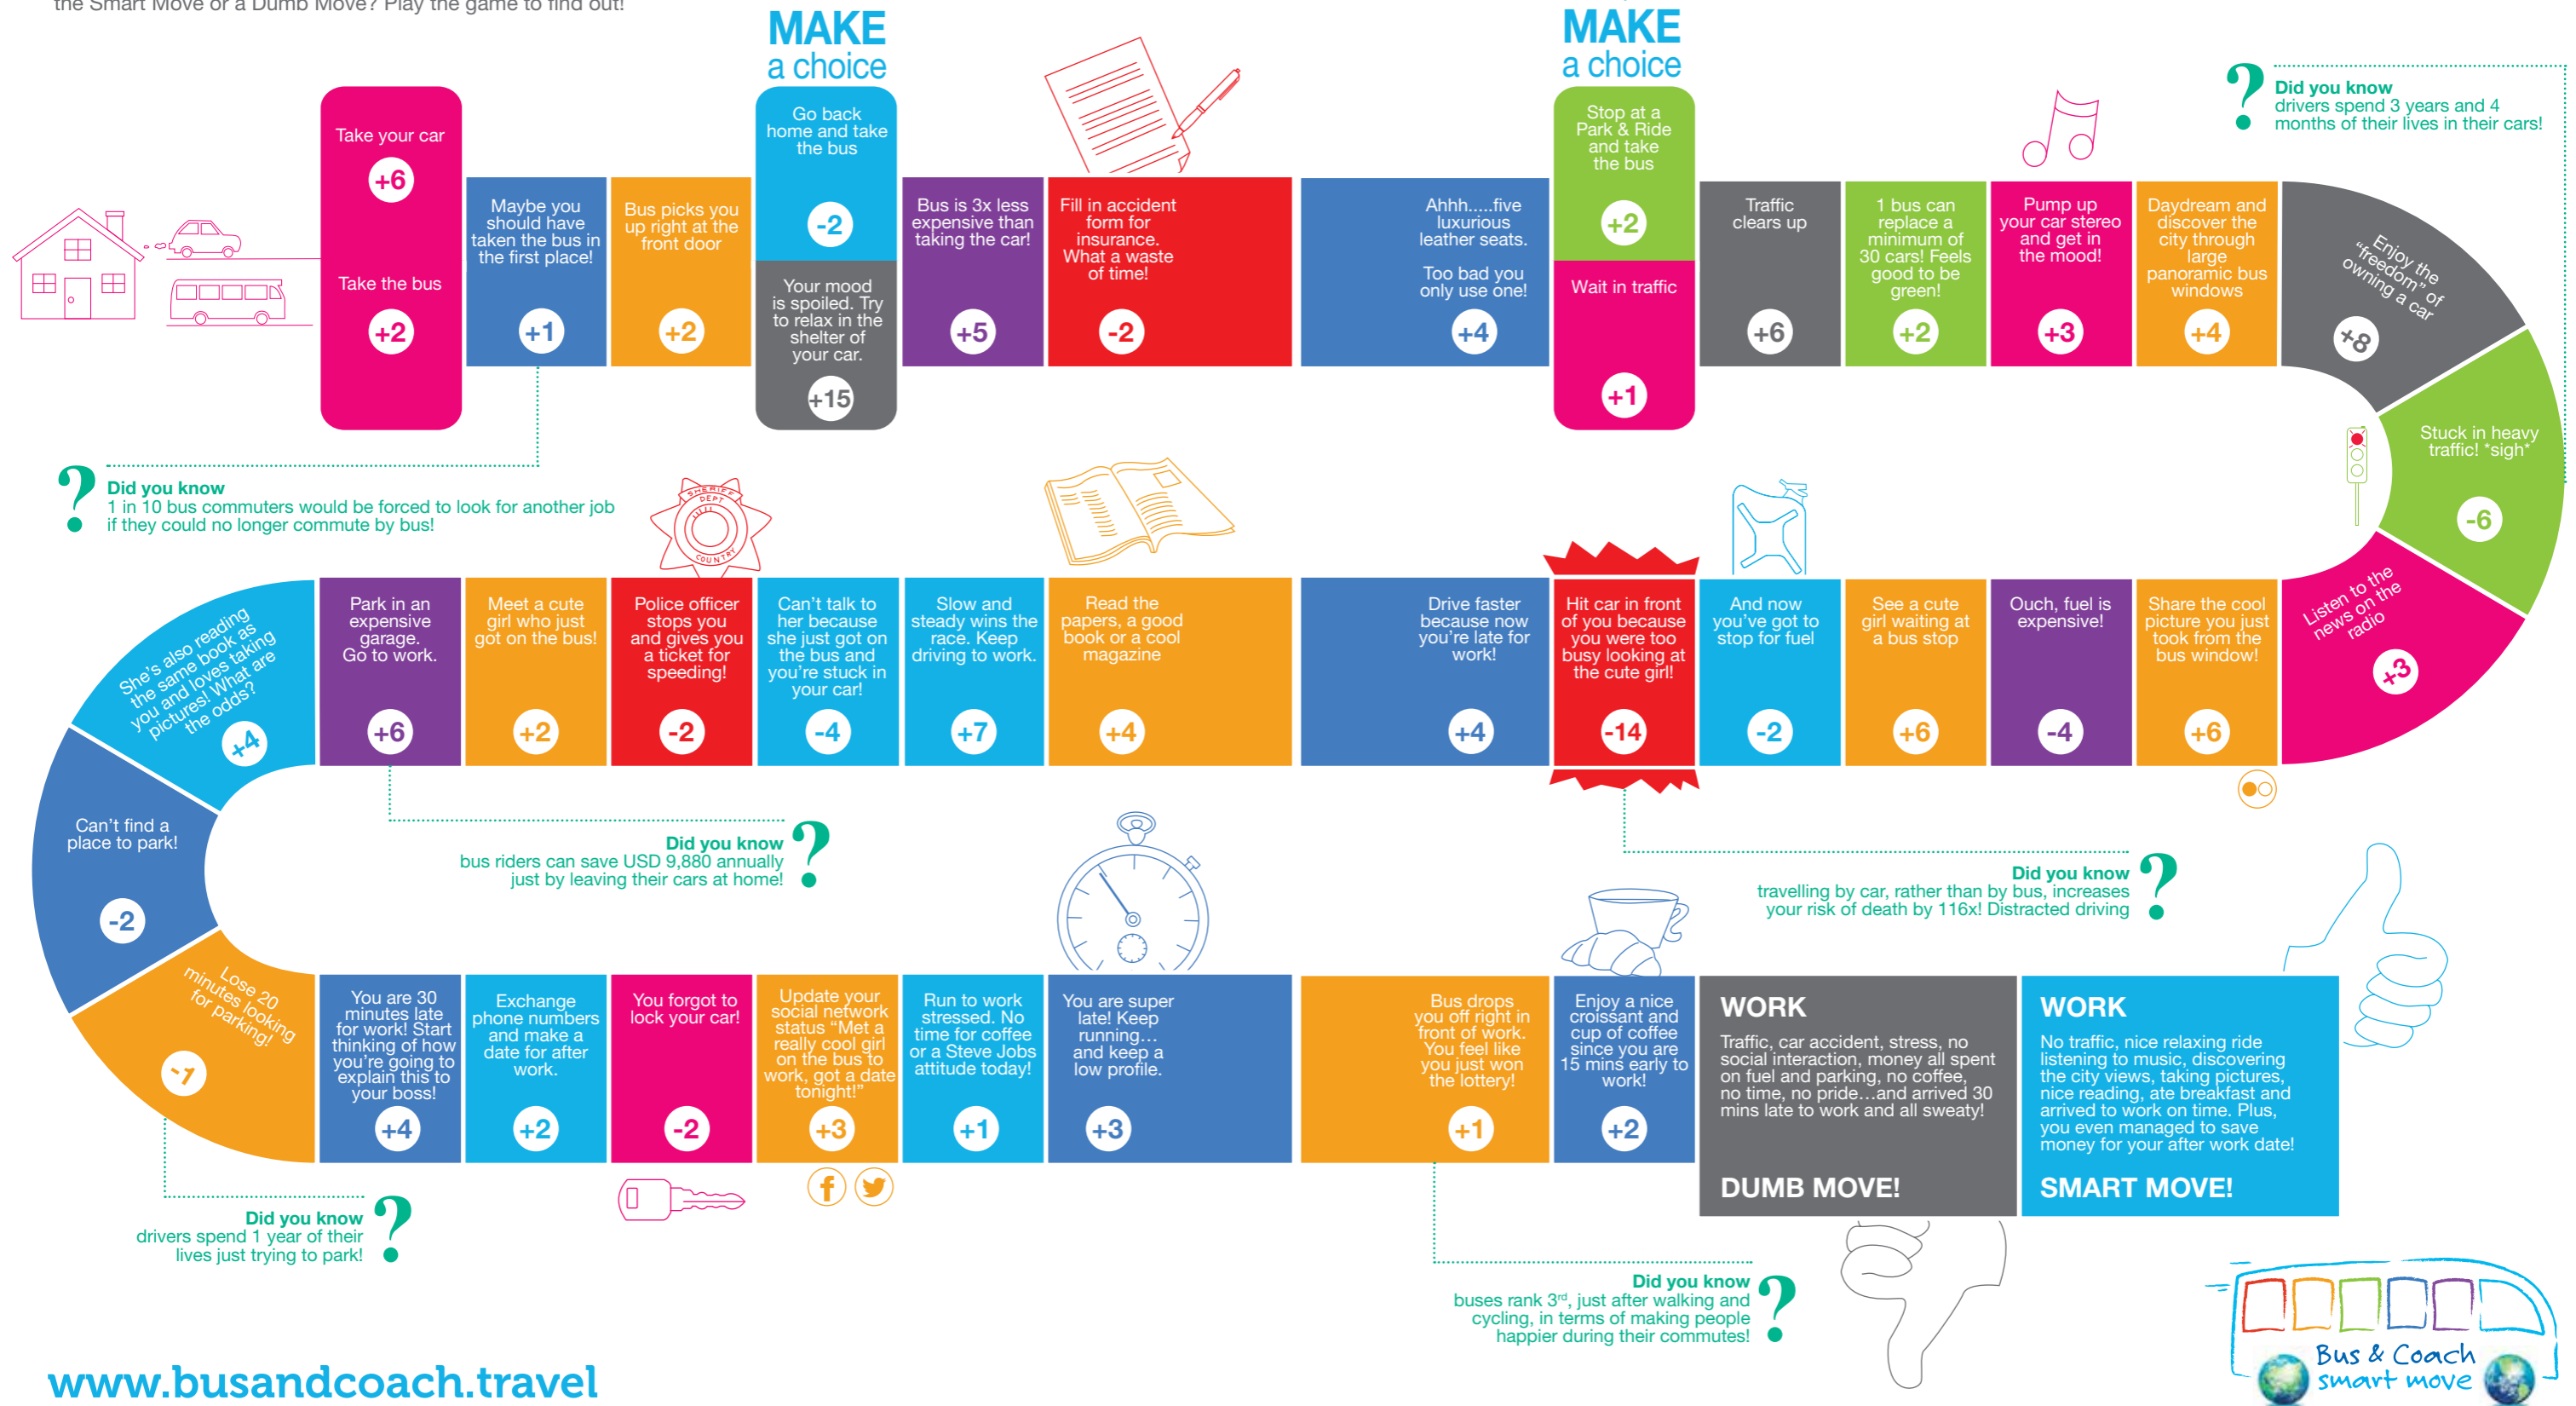 the Smart Move or a Dumb Move? Play the game to find out!
MAKE
a choice
MAKE
a choice
Did you know
drivers spend 3 years and 4
months of their lives in their cars!
?
Take your car
+6
Take the bus
+2
Maybe you
should have
taken the bus in
the first place!
+1
Bus picks you
up right at the
front door
+2
Go back
home and take
the bus
-2
Your mood
is spoiled. Try
to relax in the
shelter of
your car.
+15
Bus is 3x less
expensive than
taking the car!
+5
Fill in accident
form for
insurance.
What a waste
of time!
-2
Ahhh.....five
luxurious
leather seats.
Too bad you
only use one!
+4
Stop at a
Park & Ride
and take
the bus
+2
Wait in traffic
+1
Traffic
clears up
+6
1 bus can
replace a
minimum of
30 cars! Feels
good to be
green!
+2
Pump up
your car stereo
and get in
the mood!
+3
Daydream and
discover the
city through
large
panoramic bus
windows
+4
Enjoy the
“freedom” of
owning a car
+8
Stuck in heavy
traffic! *sigh*
-6
?
Did you know
1 in 10 bus commuters would be forced to look for another job
if they could no longer commute by bus!
SHERIFF
DEPT
COUNTRY
Listen to the
news on the
radio
+3
Share the cool
picture you just
took from the
bus window!
+6
Ouch, fuel is
expensive!
-4
See a cute
girl waiting at
a bus stop
+6
And now
you’ve got to
stop for fuel
-2
Hit car in front
of you because
you were too
busy looking at
the cute girl!
-14
Drive faster
because now
you’re late for
work!
+4
Read the
papers, a good
book or a cool
magazine
+4
Slow and
steady wins the
race. Keep
driving to work.
+7
Can’t talk to
her because
she just got on
the bus and
you’re stuck in
your car!
-4
Police officer
stops you
and gives you
a ticket for
speeding!
-2
Meet a cute
girl who just
got on the bus!
+2
Park in an
expensive
garage.
Go to work.
+6
She’s also reading
the same book as
you and loves taking
pictures! What are
the odds?
+4
Can’t find a
place to park!
-2
Did you know
bus riders can save USD 9,880 annually
just by leaving their cars at home!
?
Did you know
travelling by car, rather than by bus, increases
your risk of death by 116x! Distracted driving
?
Lose 20
minutes looking
for parking!
-1
You are 30
minutes late
for work! Start
thinking of how
you’re going to
explain this to
your boss!
+4
Exchange
phone numbers
and make a
date for after
work.
+2
You forgot to
lock your car!
-2
Update your
social network
status “Met a
really cool girl
on the bus to
work, got a date
tonight!”
+3
f
Run to work
stressed. No
time for coffee
or a Steve Jobs
attitude today!
+1
You are super
late! Keep
running...
and keep a
low profile.
+3
Bus drops
you off right in
front of work.
You feel like
you just won
the lottery!
+1
Enjoy a nice
croissant and
cup of coffee
since you are
15 mins early to
work!
+2
WORK
Traffic, car accident, stress, no
social interaction, money all spent
on fuel and parking, no coffee,
no time, no pride...and arrived 30
mins late to work and all sweaty!
DUMB MOVE!
WORK
No traffic, nice relaxing ride
listening to music, discovering
the city views, taking pictures,
nice reading, ate breakfast and
arrived to work on time. Plus,
you even managed to save
money for your after work date!
SMART MOVE!
Did you know
drivers spend 1 year of their
lives just trying to park!
?
Did you know
buses rank 3rd, just after walking and
cycling, in terms of making people
happier during their commutes!
?
www.busandcoach.travel
Bus & Coach
smart move